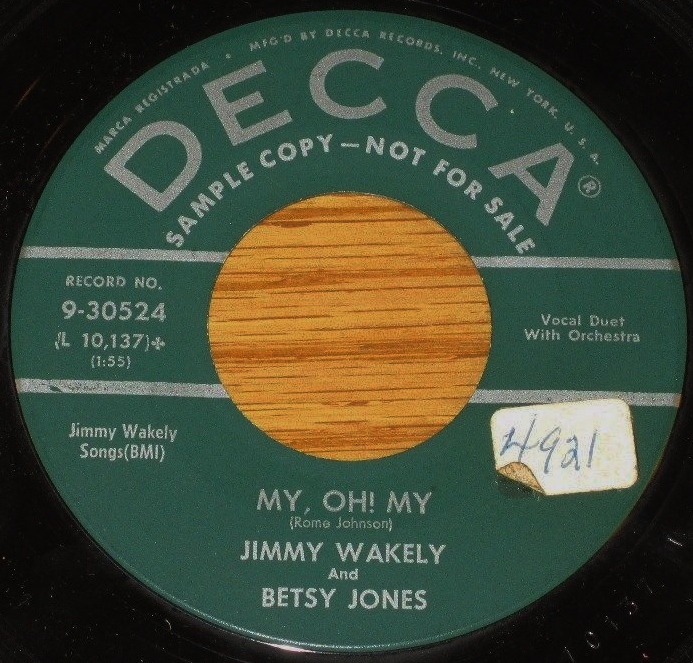 MARCA REGISTRADA • MFG'D BY DECCA RECORDS, INC., NEW YORK, U. S. A.
DECCA®
SAMPLE COPY—NOT FOR SALE
RECORD NO.
9-30524
(L 10,137)✤
(1:55)
Vocal Duet
With Orchestra
Jimmy Wakely
Songs(BMI)
4921
MY, OH! MY
(Rome Johnson)
JIMMY WAKELY
And
BETSY JONES
10137